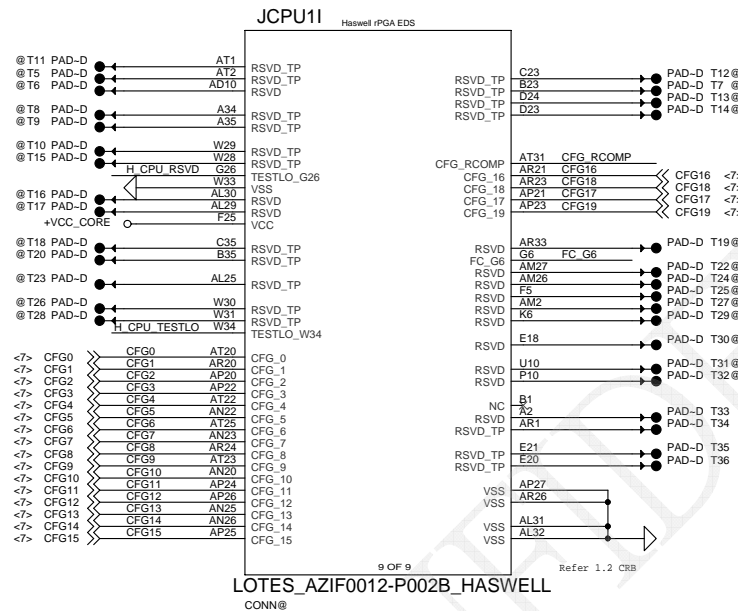 JCPU1I
Haswell rPGA EDS
@T11 PAD~D AT1 RSVD_TP
@T5 PAD~D AT2 RSVD_TP
@T6 PAD~D AD10 RSVD
@T8 PAD~D A34 RSVD_TP
@T9 PAD~D A35 RSVD_TP
@T10 PAD~D W29 RSVD_TP
@T15 PAD~D W28 RSVD_TP
H_CPU_RSVD G26 TESTLO_G26
W33 VSS
@T16 PAD~D AL30 RSVD
@T17 PAD~D AL29 RSVD
+VCC_CORE F25 VCC
@T18 PAD~D C35 RSVD_TP
@T20 PAD~D B35 RSVD_TP
@T23 PAD~D AL25 RSVD_TP
@T26 PAD~D W30 RSVD_TP
@T28 PAD~D W31 RSVD_TP
H_CPU_TESTLO W34 TESTLO_W34
<7> CFG0 CFG0 AT20 CFG_0
<7> CFG1 CFG1 AR20 CFG_1
<7> CFG2 CFG2 AP20 CFG_2
<7> CFG3 CFG3 AP22 CFG_3
<7> CFG4 CFG4 AT22 CFG_4
<7> CFG5 CFG5 AN22 CFG_5
<7> CFG6 CFG6 AT25 CFG_6
<7> CFG7 CFG7 AN23 CFG_7
<7> CFG8 CFG8 AR24 CFG_8
<7> CFG9 CFG9 AT23 CFG_9
<7> CFG10 CFG10 AN20 CFG_10
<7> CFG11 CFG11 AP24 CFG_11
<7> CFG12 CFG12 AP26 CFG_12
<7> CFG13 CFG13 AN25 CFG_13
<7> CFG14 CFG14 AN26 CFG_14
<7> CFG15 CFG15 AP25 CFG_15
RSVD_TP C23 PAD~D T12@
RSVD_TP B23 PAD~D T7 @
RSVD_TP D24 PAD~D T13@
RSVD_TP D23 PAD~D T14@
CFG_RCOMP AT31 CFG_RCOMP
CFG_16 AR21 CFG16 CFG16 <7>
CFG_18 AR23 CFG18 CFG18 <7>
CFG_17 AP21 CFG17 CFG17 <7>
CFG_19 AP23 CFG19 CFG19 <7>
RSVD AR33 PAD~D T19@
FC_G6 G6 FC_G6
RSVD AM27 PAD~D T22@
RSVD AM26 PAD~D T24@
RSVD F5 PAD~D T25@
RSVD AM2 PAD~D T27@
RSVD K6 PAD~D T29@
RSVD E18 PAD~D T30@
RSVD U10 PAD~D T31@
RSVD P10 PAD~D T32@
NC B1
RSVD A2 PAD~D T33
RSVD_TP AR1 PAD~D T34
RSVD_TP E21 PAD~D T35
RSVD_TP E20 PAD~D T36
VSS AP27
VSS AR26
VSS AL31
VSS AL32
9 OF 9
Refer 1.2 CRB
LOTES_AZIF0012-P002B_HASWELL
CONN@